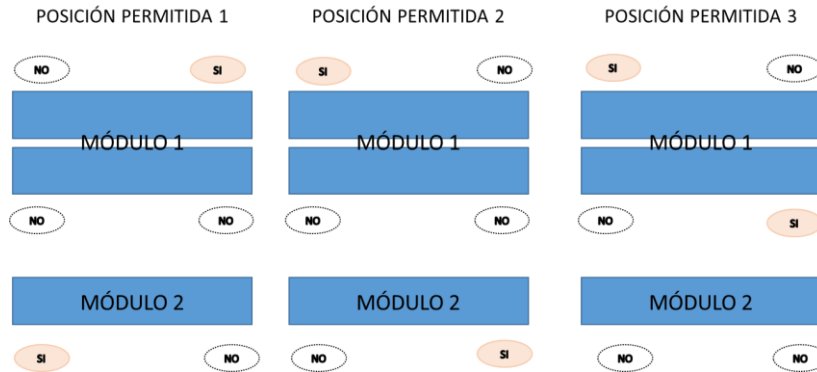 POSICIÓN PERMITIDA 1 POSICIÓN PERMITIDA 2 POSICIÓN PERMITIDA 3
NO SI SI NO SI NO
MÓDULO 1 MÓDULO 1 MÓDULO 1
NO NO NO NO NO SI
MÓDULO 2 MÓDULO 2 MÓDULO 2
SI NO NO SI NO NO